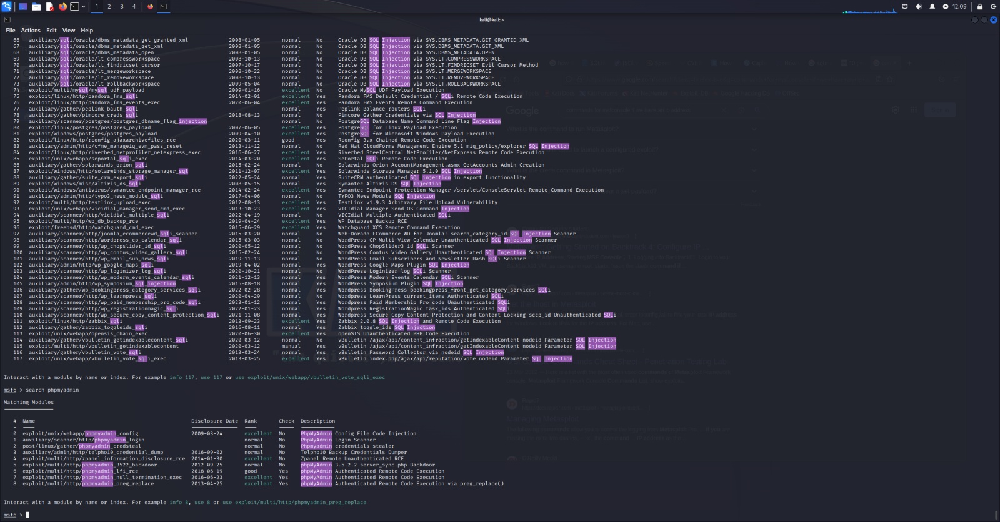 1 2 3 4 12:09
kali@kali: ~
File Actions Edit View Help
66 auxiliary/sqli/oracle/dbms_metadata_get_granted_xml 2008-01-05 normal No Oracle DB SQL Injection via SYS.DBMS_METADATA.GET_GRANTED_XML
67 auxiliary/sqli/oracle/dbms_metadata_get_xml 2008-01-05 normal No Oracle DB SQL Injection via SYS.DBMS_METADATA.GET_XML
68 auxiliary/sqli/oracle/dbms_metadata_open 2008-01-05 normal No Oracle DB SQL Injection via SYS.DBMS_METADATA.OPEN
69 auxiliary/sqli/oracle/lt_compressworkspace 2008-10-13 normal No Oracle DB SQL Injection via SYS.LT.COMPRESSWORKSPACE
70 auxiliary/sqli/oracle/lt_findricset_cursor 2007-10-17 normal No Oracle DB SQL Injection via SYS.LT.FINDRICSET Evil Cursor Method
71 auxiliary/sqli/oracle/lt_mergeworkspace 2008-10-22 normal No Oracle DB SQL Injection via SYS.LT.MERGEWORKSPACE
72 auxiliary/sqli/oracle/lt_removeworkspace 2008-10-13 normal No Oracle DB SQL Injection via SYS.LT.REMOVEWORKSPACE
73 auxiliary/sqli/oracle/lt_rollbackworkspace 2009-05-04 normal No Oracle DB SQL Injection via SYS.LT.ROLLBACKWORKSPACE
74 exploit/multi/mysql/mysql_udf_payload 2009-01-16 excellent No Oracle MySQL UDF Payload Execution
75 exploit/linux/http/pandora_fms_sqli 2014-02-01 excellent Yes Pandora FMS Default Credential / SQLi Remote Code Execution
76 exploit/linux/http/pandora_fms_events_exec 2020-06-04 excellent Yes Pandora FMS Events Remote Command Execution
77 auxiliary/gather/peplink_bauth_sqli normal Yes Peplink Balance routers SQLi
78 auxiliary/gather/pimcore_creds_sqli 2018-08-13 normal No Pimcore Gather Credentials via SQL Injection
79 auxiliary/scanner/postgres/postgres_dbname_flag_injection normal No PostgreSQL Database Name Command Line Flag Injection
80 exploit/linux/postgres/postgres_payload 2007-06-05 excellent Yes PostgreSQL for Linux Payload Execution
81 exploit/windows/postgres/postgres_payload 2009-04-10 excellent Yes PostgreSQL for Microsoft Windows Payload Execution
82 exploit/linux/http/rconfig_ajaxarchivefiles_rce 2020-03-11 good Yes Rconfig 3.x Chained Remote Code Execution
83 auxiliary/admin/http/cfme_manageiq_evm_pass_reset 2013-11-12 normal No Red Hat CloudForms Management Engine 5.1 miq_policy/explorer SQL Injection
84 exploit/linux/http/riverbed_netprofiler_netexpress_exec 2016-06-27 excellent Yes Riverbed SteelCentral NetProfiler/NetExpress Remote Code Execution
85 exploit/unix/webapp/seportal_sqli_exec 2014-03-20 excellent Yes SePortal SQLi Remote Code Execution
86 auxiliary/gather/solarwinds_orion_sqli 2015-02-24 normal No Solarwinds Orion AccountManagement.asmx GetAccounts Admin Creation
87 exploit/windows/http/solarwinds_storage_manager_sql 2011-12-07 excellent Yes Solarwinds Storage Manager 5.1.0 SQL Injection
88 auxiliary/gather/suite_crm_export_sqli 2022-05-24 normal Yes SuiteCRM authenticated SQL Injection in export functionality
89 exploit/windows/misc/altiris_ds_sqli 2008-05-15 normal Yes Symantec Altiris DS SQL Injection
90 exploit/windows/antivirus/symantec_endpoint_manager_rce 2014-02-24 excellent Yes Symantec Endpoint Protection Manager /servlet/ConsoleServlet Remote Command Execution
91 auxiliary/admin/http/typo3_news_module_sqli 2017-04-06 normal No TYPO3 News Module SQL Injection
92 exploit/multi/http/testlink_upload_exec 2012-08-13 excellent Yes TestLink v1.9.3 Arbitrary File Upload Vulnerability
93 exploit/unix/webapp/vicidial_manager_send_cmd_exec 2013-10-23 excellent Yes VICIdial Manager Send OS Command Injection
94 auxiliary/scanner/http/vicidial_multiple_sqli 2022-04-19 normal No VICIdial Multiple Authenticated SQLi
95 exploit/multi/http/wp_db_backup_rce 2019-04-24 excellent Yes WP Database Backup RCE
96 exploit/freebsd/http/watchguard_cmd_exec 2015-06-29 excellent Yes Watchguard XCS Remote Command Execution
97 auxiliary/scanner/http/joomla_ecommercewd_sqli_scanner 2015-03-20 normal No Web-Dorado ECommerce WD for Joomla! search_category_id SQL Injection Scanner
98 auxiliary/scanner/http/wordpress_cp_calendar_sqli 2015-03-03 normal No WordPress CP Multi-View Calendar Unauthenticated SQL Injection Scanner
99 auxiliary/scanner/http/wp_chopslider_id_sqli 2020-05-12 normal No WordPress ChopSlider3 id SQLi Scanner
100 auxiliary/scanner/http/wp_contus_video_gallery_sqli 2015-02-24 normal No WordPress Contus Video Gallery Unauthenticated SQL Injection Scanner
101 auxiliary/scanner/http/wp_email_sub_news_sqli 2019-11-13 normal No WordPress Email Subscribers and Newsletter Hash SQLi Scanner
102 auxiliary/admin/http/wp_google_maps_sqli 2019-04-02 normal Yes WordPress Google Maps Plugin SQL Injection
103 auxiliary/scanner/http/wp_loginizer_log_sqli 2020-10-21 normal No WordPress Loginizer log SQLi Scanner
104 auxiliary/scanner/http/wp_modern_events_calendar_sqli 2021-12-13 normal Yes WordPress Modern Events Calendar SQLi Scanner
105 auxiliary/admin/http/wp_symposium_sql_injection 2015-08-18 normal Yes WordPress Symposium Plugin SQL Injection
106 auxiliary/gather/wp_bookingpress_category_services_sqli 2022-02-28 normal Yes WordPress BookingPress bookingpress_front_get_category_services SQLi
107 auxiliary/scanner/http/wp_learnpress_sqli 2020-04-29 normal No WordPress LearnPress current_items Authenticated SQLi
108 auxiliary/scanner/http/wp_paid_membership_pro_code_sqli 2023-01-12 normal Yes Wordpress Paid Membership Pro code Unauthenticated SQLi
109 auxiliary/scanner/http/wp_registrationmagic_sqli 2022-01-23 normal Yes Wordpress RegistrationMagic task_ids Authenticated SQLi
110 auxiliary/scanner/http/wp_secure_copy_content_protection_sqli 2021-11-08 normal Yes Wordpress Secure Copy Content Protection and Content Locking sccp_id Unauthenticated SQLi
111 exploit/linux/http/zabbix_sqli 2013-09-23 excellent Yes Zabbix 2.0.8 SQL Injection and Remote Code Execution
112 auxiliary/gather/zabbix_toggleids_sqli 2016-08-11 normal Yes Zabbix toggle_ids SQL Injection
113 exploit/unix/webapp/opensis_chain_exec 2020-06-30 excellent Yes openSIS Unauthenticated PHP Code Execution
114 auxiliary/gather/vbulletin_getindexablecontent_sqli 2020-03-12 normal No vBulletin /ajax/api/content_infraction/getIndexableContent nodeid Parameter SQL Injection
115 exploit/multi/http/vbulletin_getindexablecontent 2020-03-12 manual Yes vBulletin /ajax/api/content_infraction/getIndexableContent nodeid Parameter SQL Injection
116 auxiliary/gather/vbulletin_vote_sqli 2013-03-24 normal Yes vBulletin Password Collector via nodeid SQL Injection
117 exploit/unix/webapp/vbulletin_vote_sqli_exec 2013-03-25 excellent Yes vBulletin index.php/ajax/api/reputation/vote nodeid Parameter SQL Injection
Interact with a module by name or index. For example info 117, use 117 or use exploit/unix/webapp/vbulletin_vote_sqli_exec
msf6 > search phpmyadmin
Matching Modules
================
# Name Disclosure Date Rank Check Description
- ---- --------------- ---- ----- -----------
0 exploit/unix/webapp/phpmyadmin_config 2009-03-24 excellent No PhpMyAdmin Config File Code Injection
1 auxiliary/scanner/http/phpmyadmin_login normal No PhpMyAdmin Login Scanner
2 post/linux/gather/phpmyadmin_credsteal normal No Phpmyadmin credentials stealer
3 auxiliary/admin/http/telpho10_credential_dump 2016-09-02 normal No Telpho10 Backup Credentials Dumper
4 exploit/multi/http/zpanel_information_disclosure_rce 2014-01-30 excellent No Zpanel Remote Unauthenticated RCE
5 exploit/multi/http/phpmyadmin_3522_backdoor 2012-09-25 normal No phpMyAdmin 3.5.2.2 server_sync.php Backdoor
6 exploit/multi/http/phpmyadmin_lfi_rce 2018-06-19 good Yes phpMyAdmin Authenticated Remote Code Execution
7 exploit/multi/http/phpmyadmin_null_termination_exec 2016-06-23 excellent Yes phpMyAdmin Authenticated Remote Code Execution
8 exploit/multi/http/phpmyadmin_preg_replace 2013-04-25 excellent Yes phpMyAdmin Authenticated Remote Code Execution via preg_replace()
Interact with a module by name or index. For example info 8, use 8 or use exploit/multi/http/phpmyadmin_preg_replace
msf6 >